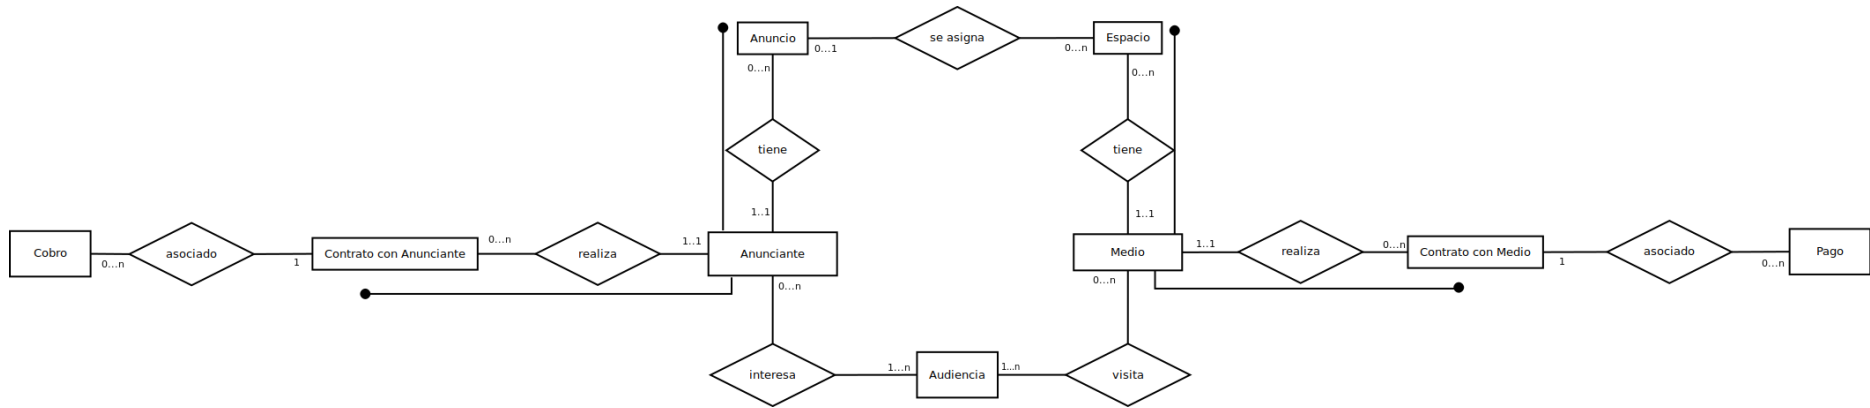 Anuncio
0...1
se asigna
0...n
Espacio
0...n
0...n
tiene
tiene
1..1
1..1
Cobro
0...n
asociado
1
Contrato con Anunciante
0...n
realiza
1..1
Anunciante
Medio
1..1
realiza
0...n
Contrato con Medio
1
asociado
0...n
Pago
0...n
0...n
interesa
1...n
Audiencia
1...n
visita